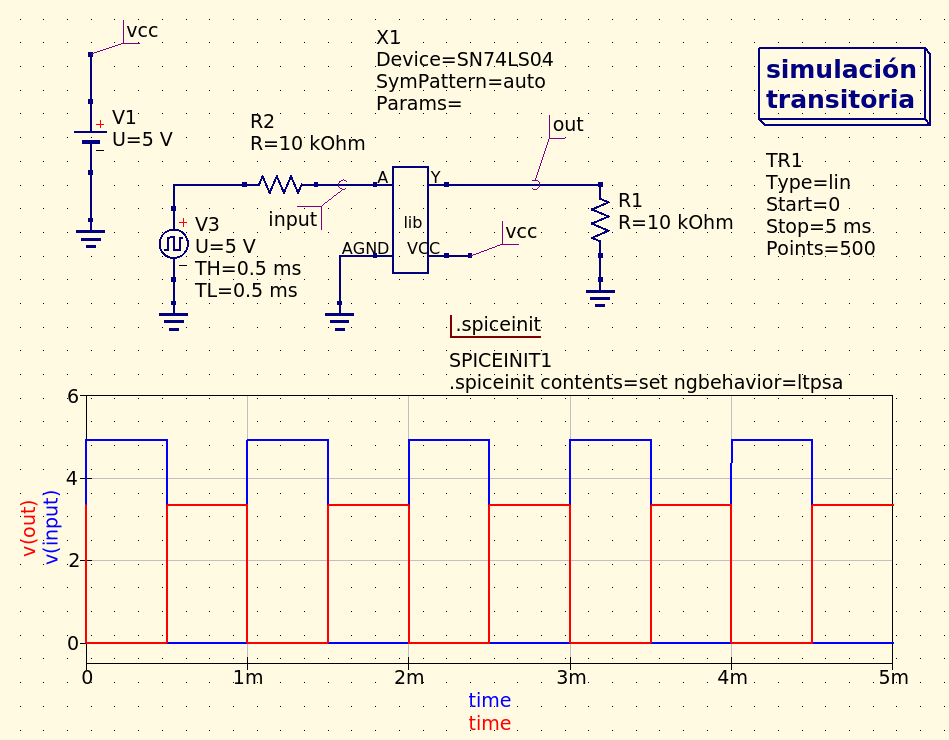 vcc
+
V1
U=5 V
−
R2
R=10 kOhm
X1
Device=SN74LS04
SymPattern=auto
Params=
out
simulación
transitoria
TR1
Type=lin
Start=0
Stop=5 ms
Points=500
A
Y
input
lib
AGND
VCC
vcc
R1
R=10 kOhm
+
V3
U=5 V
−
TH=0.5 ms
TL=0.5 ms
.spiceinit
SPICEINIT1
.spiceinit contents=set ngbehavior=ltpsa
6
4
2
0
v(out)
v(input)
0
1m
2m
3m
4m
5m
time
time